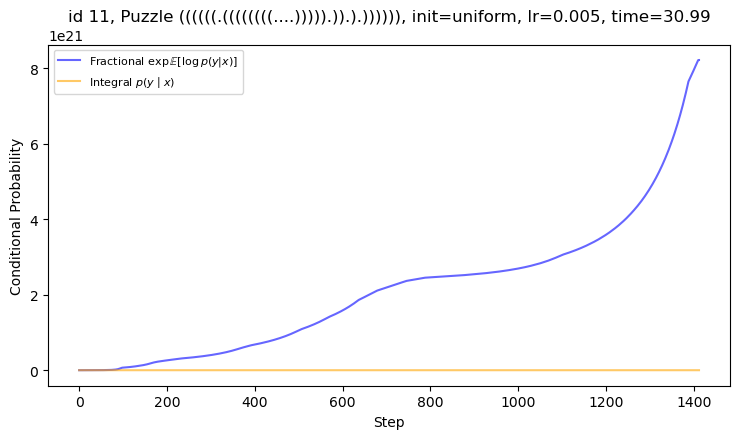 id 11, Puzzle ((((((.((((((((....))))).)).).)))))), init=uniform, lr=0.005, time=30.99
1e21
Fractional exp𝔼[log p(y|x)]
Integral p(y | x)
8
6
4
2
0
Conditional Probability
0 200 400 600 800 1000 1200 1400
Step